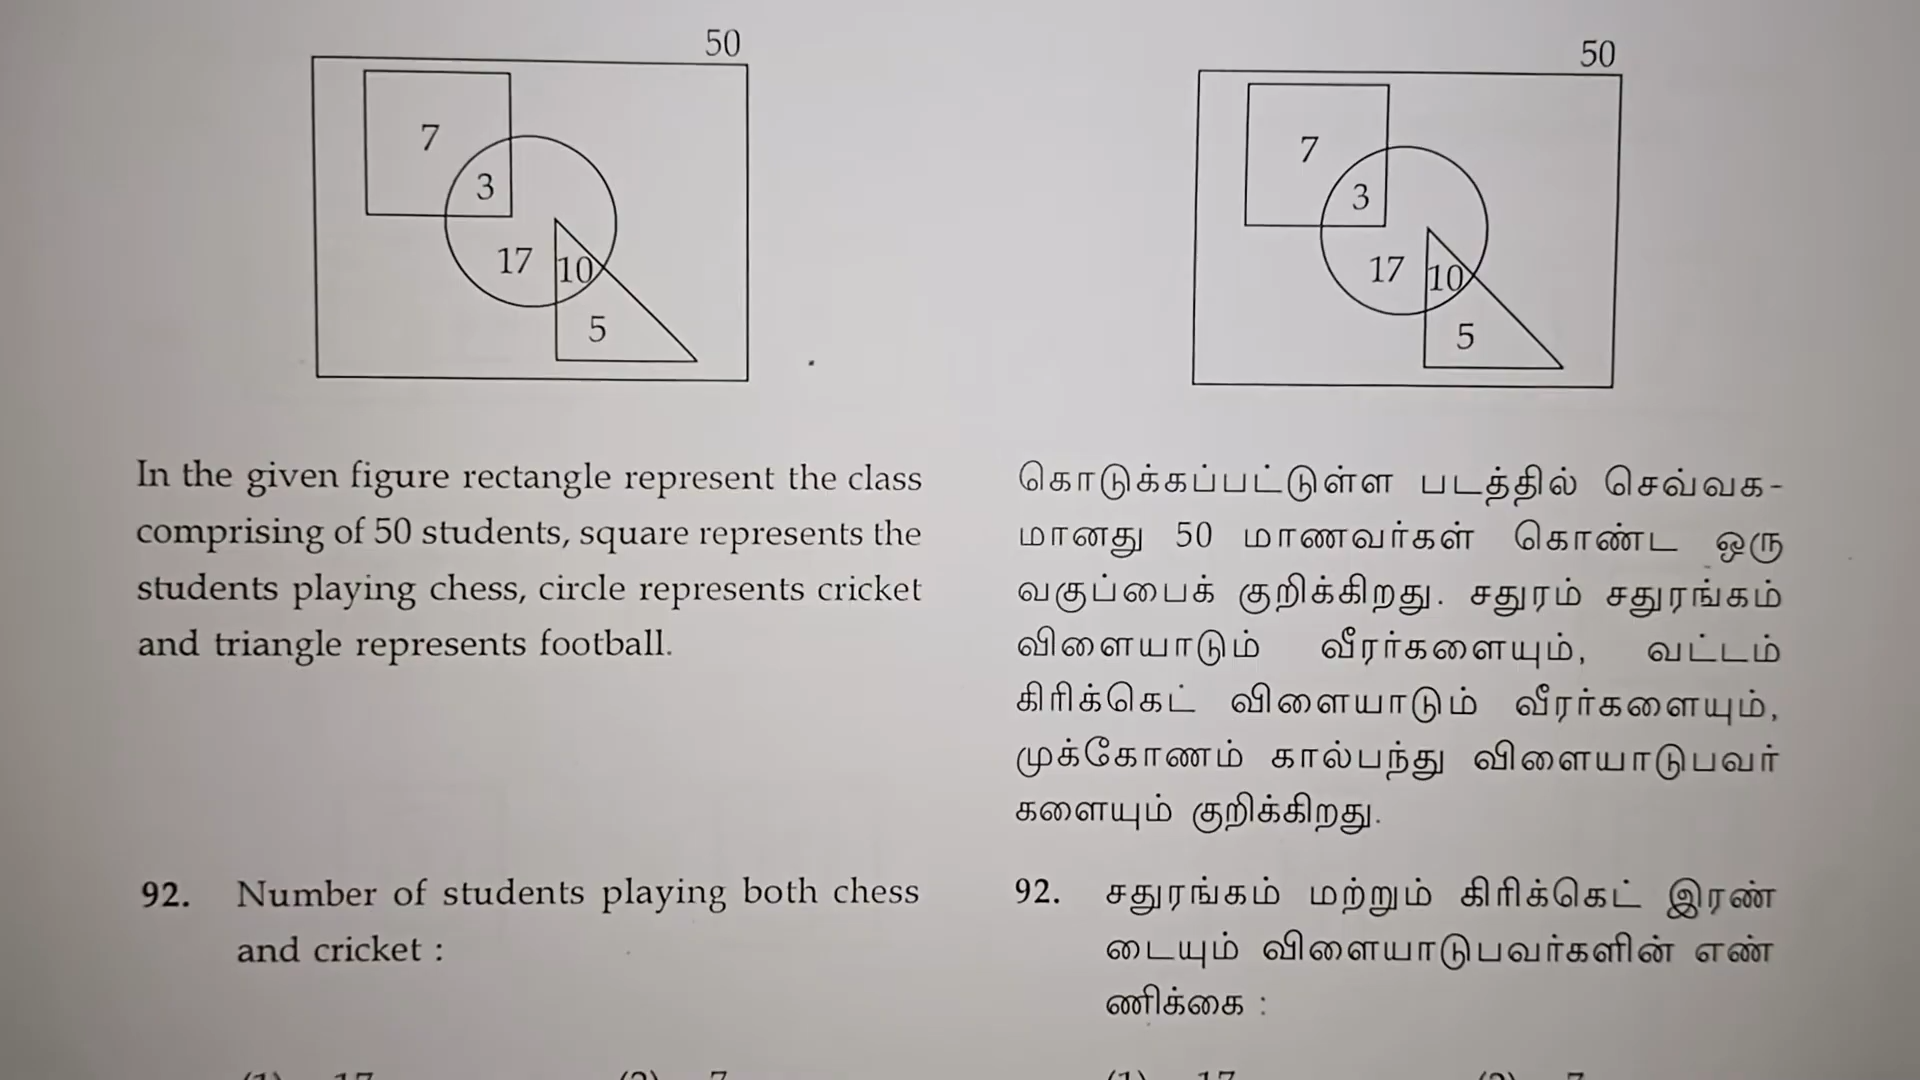 50
7
3
17
10
5
In the given figure rectangle represent the class
comprising of 50 students, square represents the
students playing chess, circle represents cricket
and triangle represents football.
92. Number of students playing both chess
and cricket :
50
7
3
17
10
5
கொடுக்கப்பட்டுள்ள படத்தில் செவ்வக-
மானது 50 மாணவர்கள் கொண்ட ஒரு
வகுப்பைக் குறிக்கிறது. சதுரம் சதுரங்கம்
விளையாடும் வீரர்களையும், வட்டம்
கிரிக்கெட் விளையாடும் வீரர்களையும்,
முக்கோணம் கால்பந்து விளையாடுபவர்
களையும் குறிக்கிறது.
92. சதுரங்கம் மற்றும் கிரிக்கெட் இரண்
டையும் விளையாடுபவர்களின் எண்
ணிக்கை :